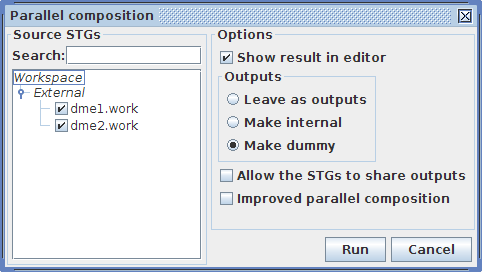 Parallel composition
Source STGs
Search:
Workspace
External
dme1.work
dme2.work
Options
Show result in editor
Outputs
Leave as outputs
Make internal
Make dummy
Allow the STGs to share outputs
Improved parallel composition
Run
Cancel